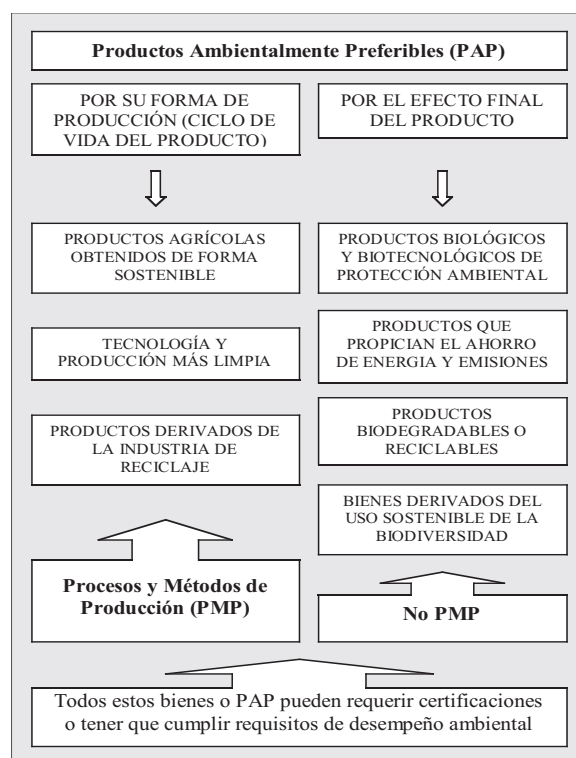 Productos Ambientalmente Preferibles (PAP)
POR SU FORMA DE
PRODUCCIÓN (CICLO DE
VIDA DEL PRODUCTO)
POR EL EFECTO FINAL
DEL PRODUCTO
PRODUCTOS AGRÍCOLAS
OBTENIDOS DE FORMA
SOSTENIBLE
PRODUCTOS BIOLÓGICOS
Y BIOTECNOLÓGICOS DE
PROTECCIÓN AMBIENTAL
TECNOLOGÍA Y
PRODUCCIÓN MÁS LIMPIA
PRODUCTOS QUE
PROPICIAN EL AHORRO
DE ENERGIA Y EMISIONES
PRODUCTOS DERIVADOS DE
LA INDUSTRIA DE
RECICLAJE
PRODUCTOS
BIODEGRADABLES O
RECICLABLES
BIENES DERIVADOS DEL
USO SOSTENIBLE DE LA
BIODIVERSIDAD
Procesos y Métodos de
Producción (PMP)
No PMP
Todos estos bienes o PAP pueden requerir certificaciones
o tener que cumplir requisitos de desempeño ambiental